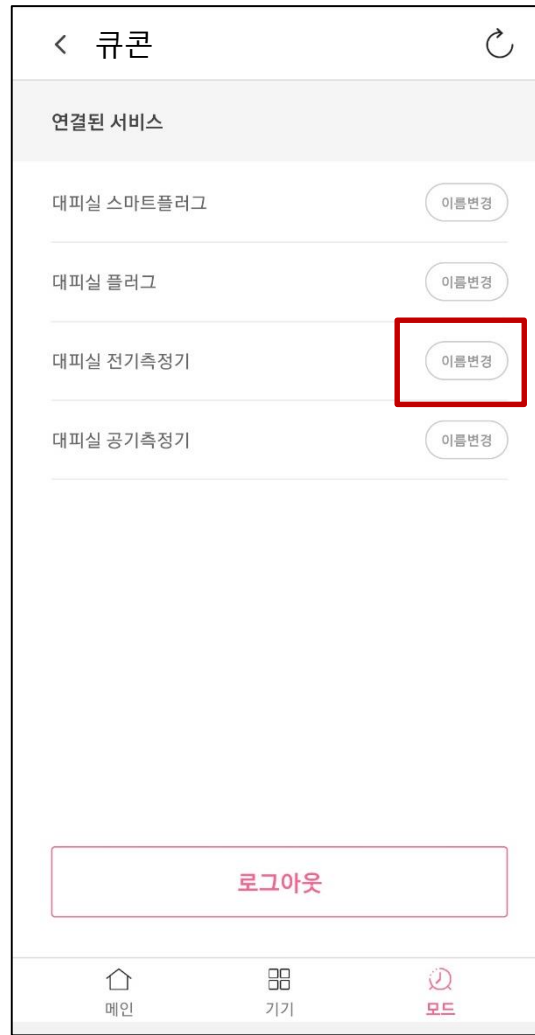 큐콘
연결된 서비스
대피실 스마트플러그 이름변경
대피실 플러그 이름변경
대피실 전기측정기 이름변경
대피실 공기측정기 이름변경
로그아웃
메인 기기 모드